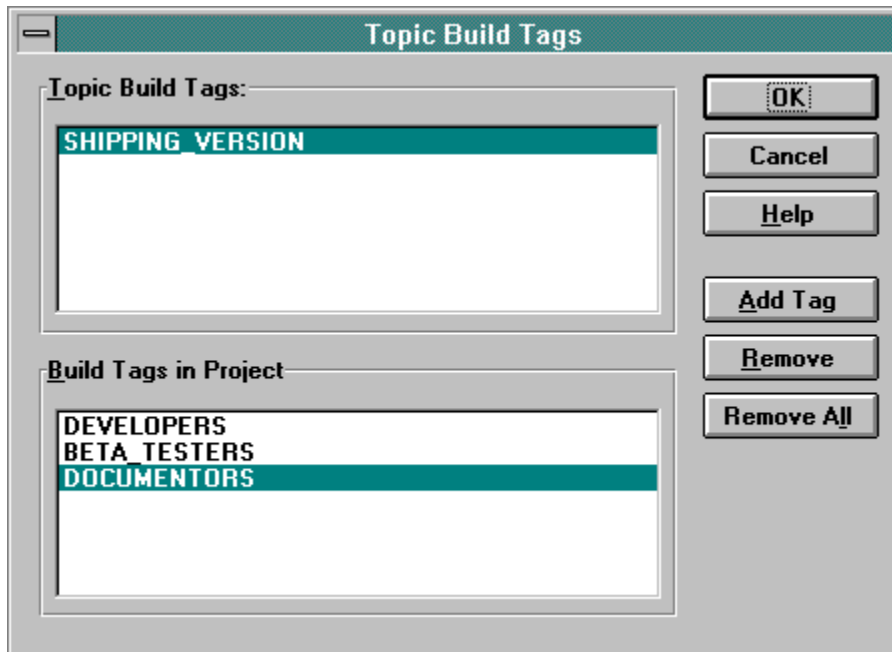 Topic Build Tags
Topic Build Tags:
SHIPPING_VERSION
OK
Cancel
Help
Add Tag
Remove
Remove All
Build Tags in Project
DEVELOPERS
BETA_TESTERS
DOCUMENTORS